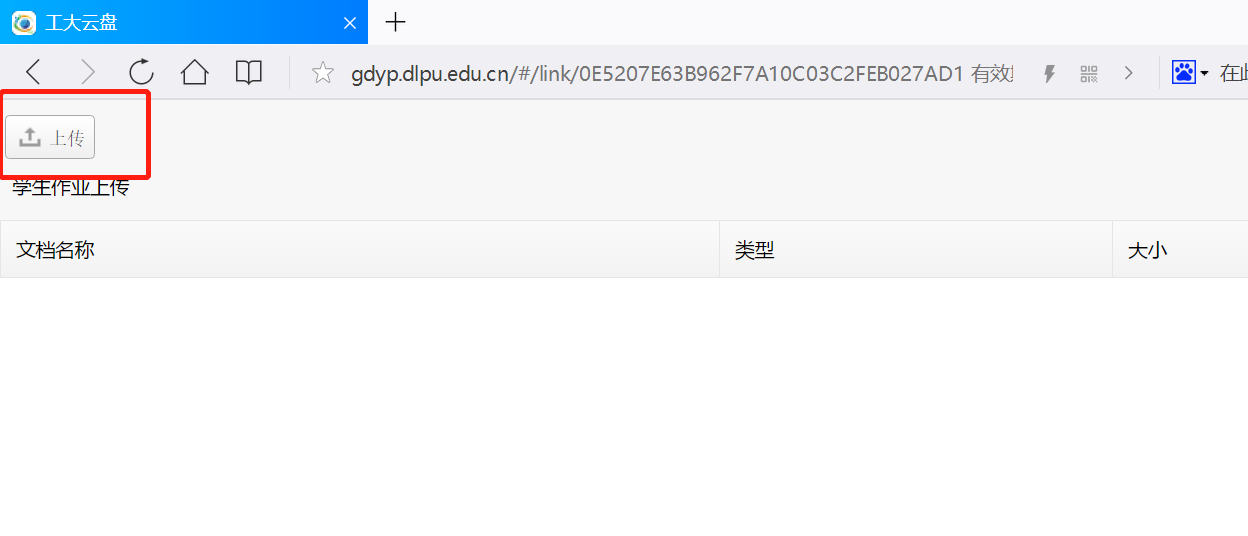 工大云盘
gdyp.dlpu.edu.cn/#/link/0E5207E63B962F7A10C03C2FEB027AD1 有效
在此
上传
学生作业上传
文档名称 类型 大小